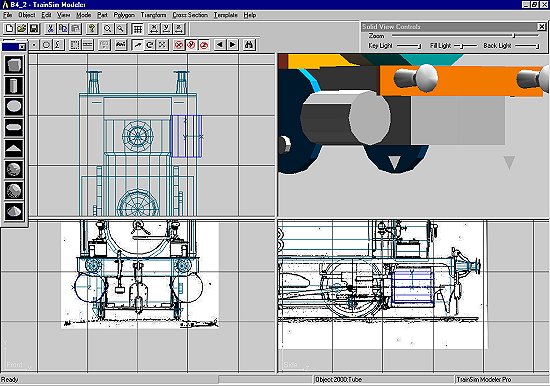 B4_2 - TrainSim Modeler
File Object Edit View Mode Part Polygon Transform Cross Section Template Help
Solid View Controls
Zoom
Key Light Fill Light Back Light
Front
Side
Ready
Object:2000:Tube
TrainSim Modeler Pro